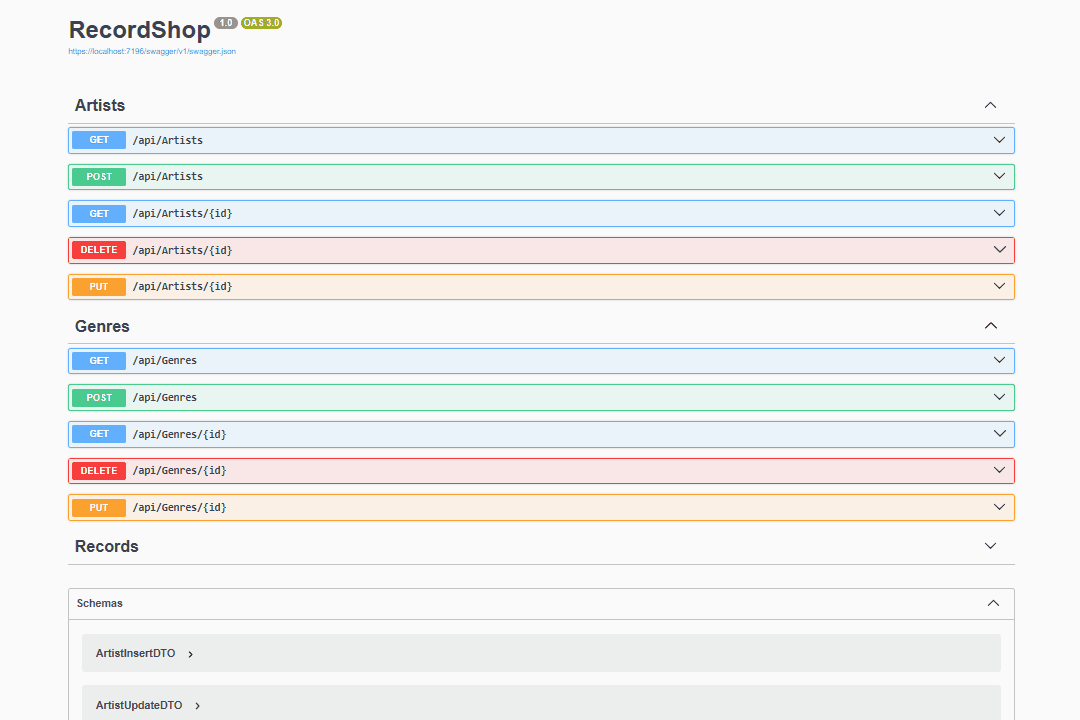 RecordShop 1.0 OAS 3.0
https://localhost:7196/swagger/v1/swagger.json
Artists
GET /api/Artists
POST /api/Artists
GET /api/Artists/{id}
DELETE /api/Artists/{id}
PUT /api/Artists/{id}
Genres
GET /api/Genres
POST /api/Genres
GET /api/Genres/{id}
DELETE /api/Genres/{id}
PUT /api/Genres/{id}
Records
Schemas
ArtistInsertDTO
ArtistUpdateDTO